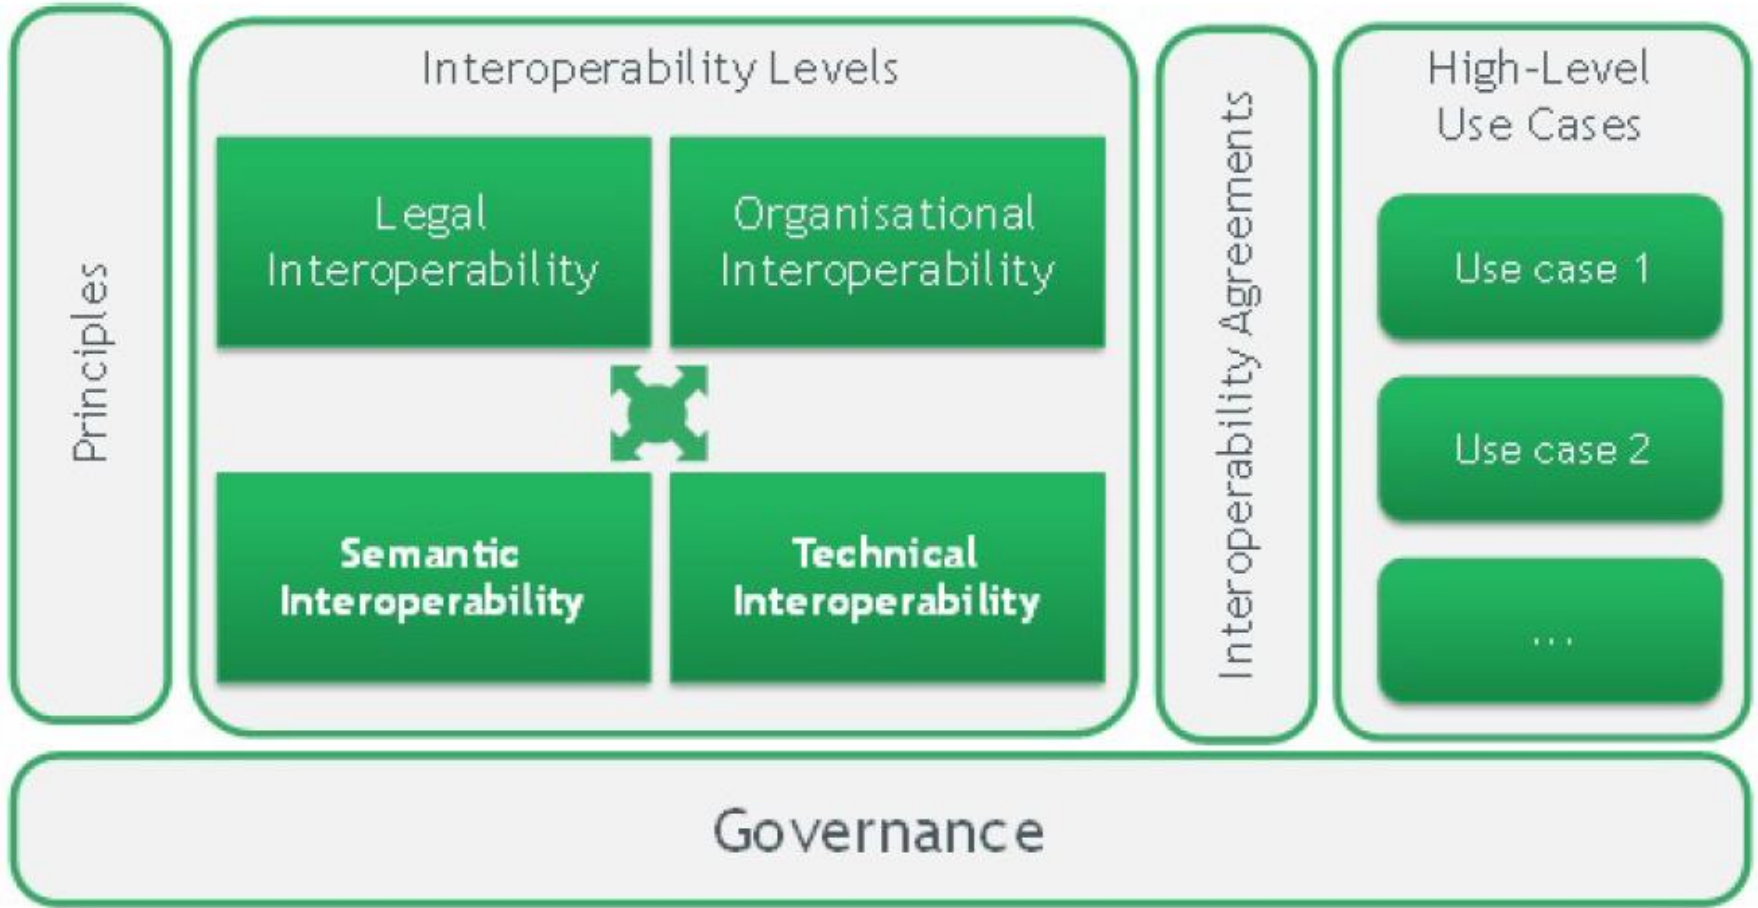 Principles
Interoperability Levels
Legal
Interoperability
Organisational
Interoperability
Semantic
Interoperability
Technical
Interoperability
Interoperability Agreements
High-Level
Use Cases
Use case 1
Use case 2
...
Governance